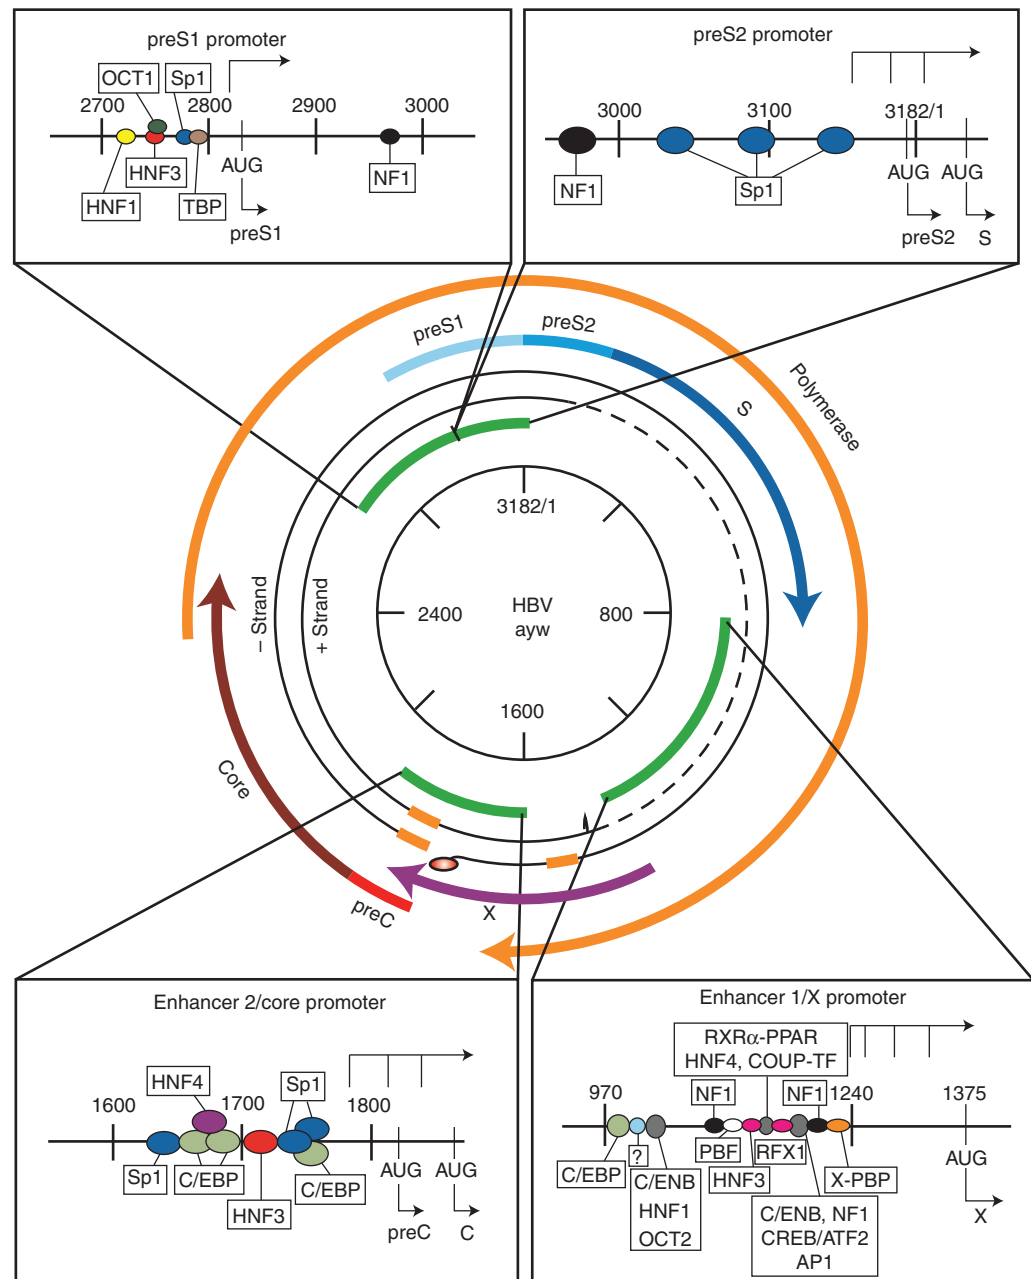 preS1 promoter
OCT1 Sp1
2700 2800 2900 3000
HNF3 AUG NF1
HNF1 TBP
preS1
preS2 promoter
3000 3100 3182/1
NF1 Sp1 AUG AUG
preS2 S
preS1 preS2
S
Polymerase
3182/1
– Strand
+ Strand
2400 HBV 800
ayw
1600
Core
preC
X
Enhancer 2/core promoter
HNF4 Sp1
1600 1700 1800
Sp1 C/EBP C/EBP AUG AUG
HNF3
preC C
Enhancer 1/X promoter
RXRα-PPAR
HNF4, COUP-TF
970 NF1 NF1 1240 1375
C/EBP ? PBF RFX1 AUG
C/ENB HNF3 X-PBP
HNF1
OCT2
C/ENB, NF1
CREB/ATF2
AP1
X